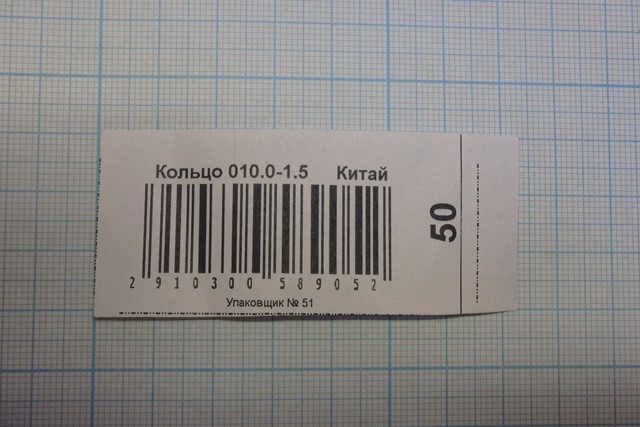 Кольцо 010.0-1.5 Китай
2 910300 589052
Упаковщик № 51
50